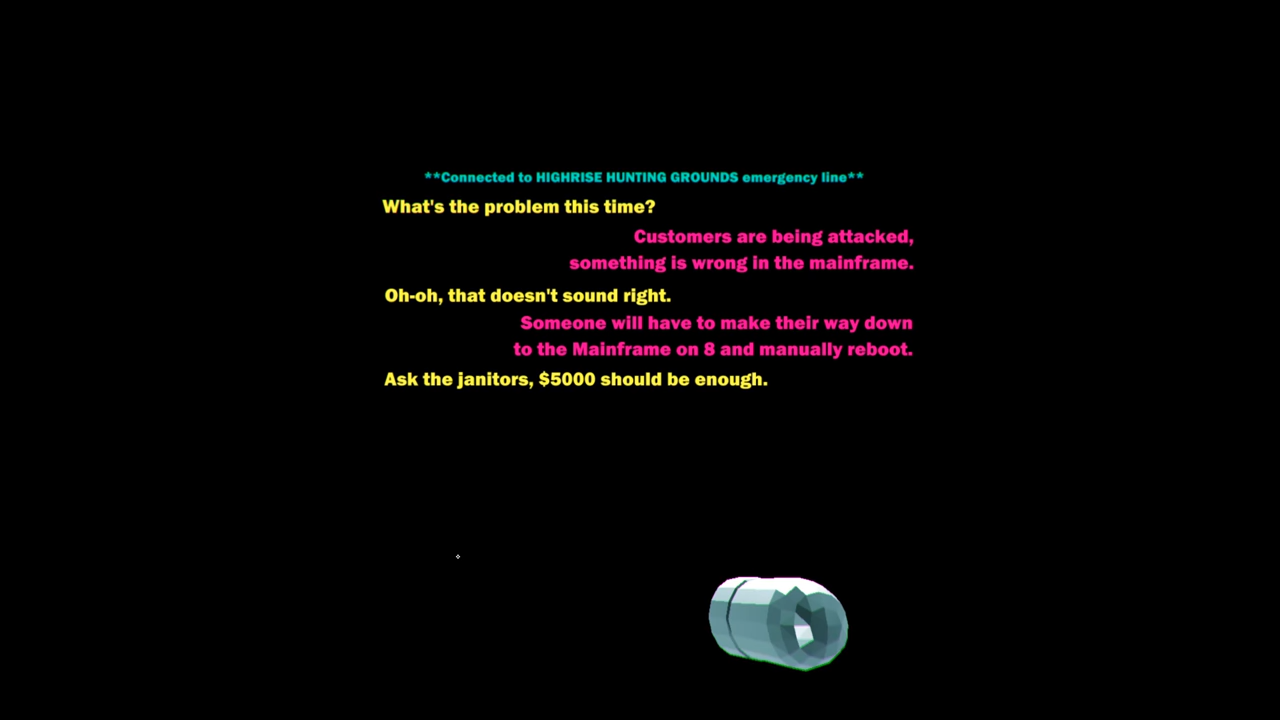 **Connected to HIGHRISE HUNTING GROUNDS emergency line**
What's the problem this time?
Customers are being attacked,
something is wrong in the mainframe.
Oh-oh, that doesn't sound right.
Someone will have to make their way down
to the Mainframe on 8 and manually reboot.
Ask the janitors, $5000 should be enough.